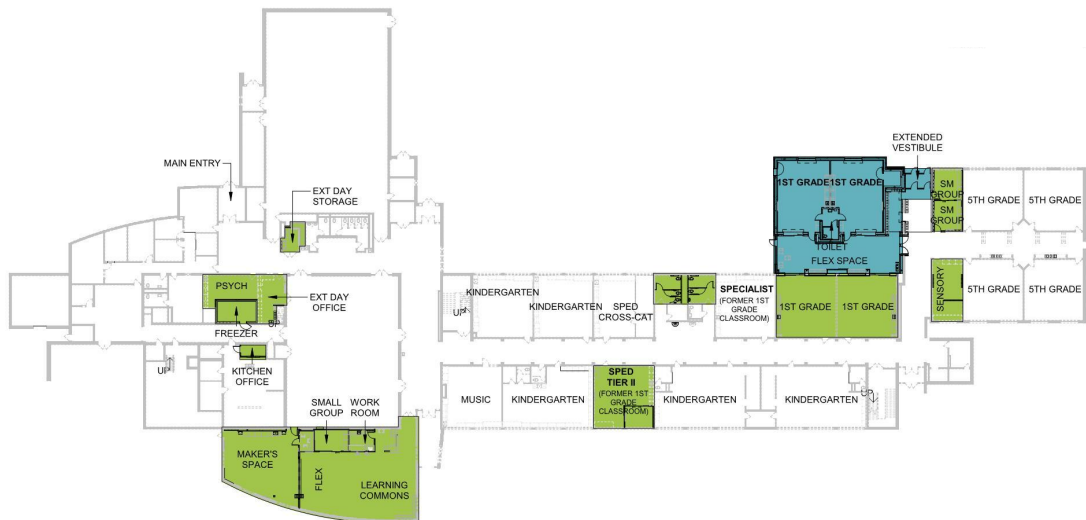 MAIN ENTRY
EXT DAY
STORAGE
EXTENDED
VESTIBULE
1ST GRADE
1ST GRADE
SM
GROUP
SM
GROUP
5TH GRADE
5TH GRADE
TOILET
FLEX SPACE
PSYCH
EXT DAY
OFFICE
FREEZER
KITCHEN
OFFICE
UP
UP
KINDERGARTEN
KINDERGARTEN
SPED
CROSS-CAT
SPECIALIST
(FORMER 1ST
GRADE
CLASSROOM)
1ST GRADE
1ST GRADE
SENSORY
5TH GRADE
5TH GRADE
SMALL
GROUP
WORK
ROOM
MUSIC
KINDERGARTEN
SPED
TIER II
(FORMER 1ST
GRADE
CLASSROOM)
KINDERGARTEN
KINDERGARTEN
MAKER'S
SPACE
FLEX
LEARNING
COMMONS